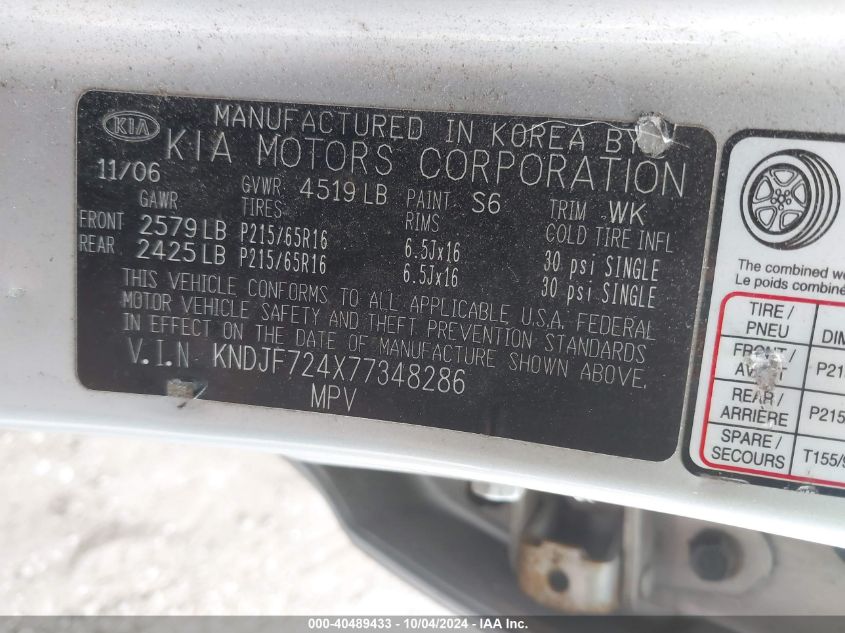 KIA
MANUFACTURED IN KOREA BY
KIA MOTORS CORPORATION
11/06 GVWR 4519 LB PAINT S6 TRIM WK
GAWR TIRES RIMS COLD TIRE INFL
FRONT 2579 LB P215/65R16 6.5Jx16 30 psi SINGLE
REAR 2425 LB P215/65R16 6.5Jx16 30 psi SINGLE
THIS VEHICLE CONFORMS TO ALL APPLICABLE U.S.A. FEDERAL
MOTOR VEHICLE SAFETY AND THEFT PREVENTION STANDARDS
IN EFFECT ON THE DATE OF MANUFACTURE SHOWN ABOVE.
V.I.N KNDJF724X77348286
MPV
The combined we
Le poids combiné
TIRE / DIM
PNEU
FRONT / P21
REAR / P215
ARRIÈRE
SPARE / T155/9
SECOURS
000-40489433 - 10/04/2024 - IAA Inc.